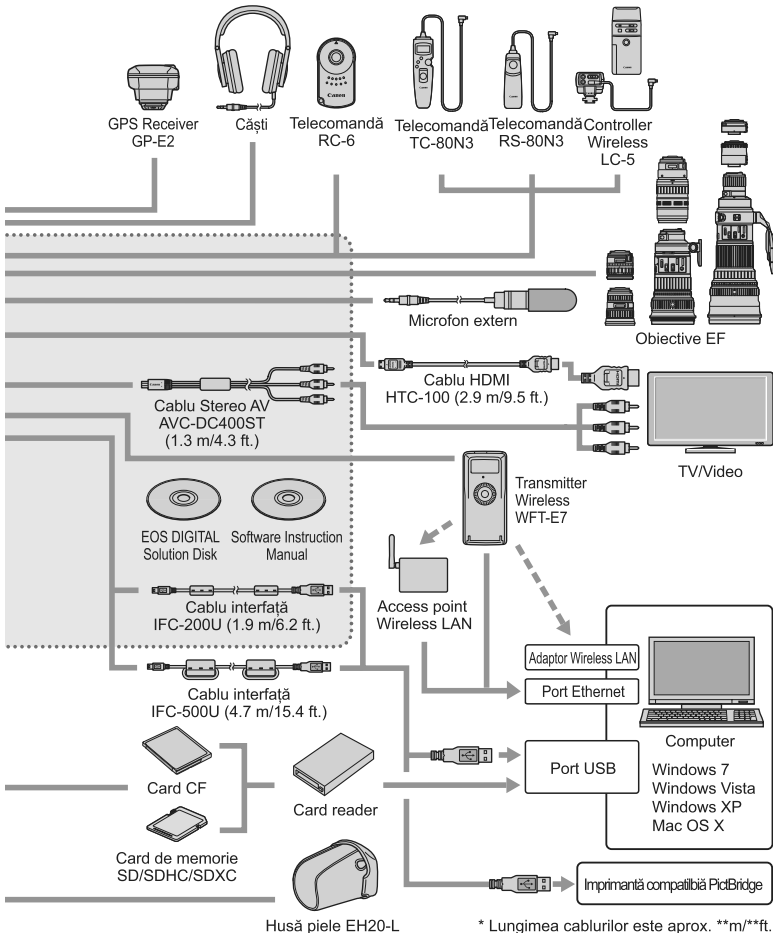 GPS Receiver
GP-E2
Căști
Canon
Telecomandă
RC-6
Telecomandă
TC-80N3
Telecomandă
RS-80N3
Controller
Wireless
LC-5
Microfon extern
Obiective EF
Cablu HDMI
HTC-100 (2.9 m/9.5 ft.)
Cablu Stereo AV
AVC-DC400ST
(1.3 m/4.3 ft.)
TV/Video
Transmitter
Wireless
WFT-E7
EOS DIGITAL
Solution Disk
Software Instruction
Manual
Access point
Wireless LAN
Cablu interfață
IFC-200U (1.9 m/6.2 ft.)
Adaptor Wireless LAN
Port Ethernet
Cablu interfață
IFC-500U (4.7 m/15.4 ft.)
Computer
Port USB
Windows 7
Windows Vista
Windows XP
Mac OS X
Card CF
Card reader
Card de memorie
SD/SDHC/SDXC
Imprimantă compatilbiă PictBridge
Husă piele EH20-L
* Lungimea cablurilor este aprox. **m/**ft.